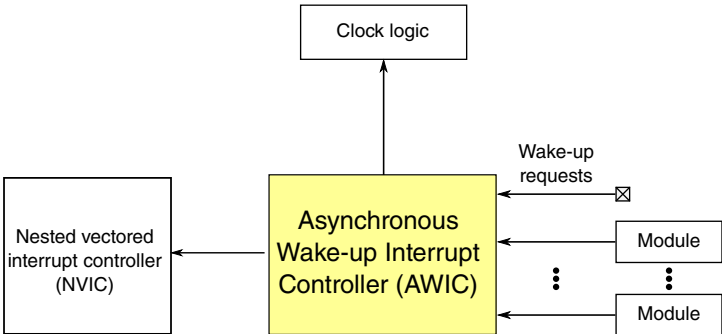 Clock logic
Wake-up
requests
Nested vectored
interrupt controller
(NVIC)
Asynchronous
Wake-up Interrupt
Controller (AWIC)
Module
Module